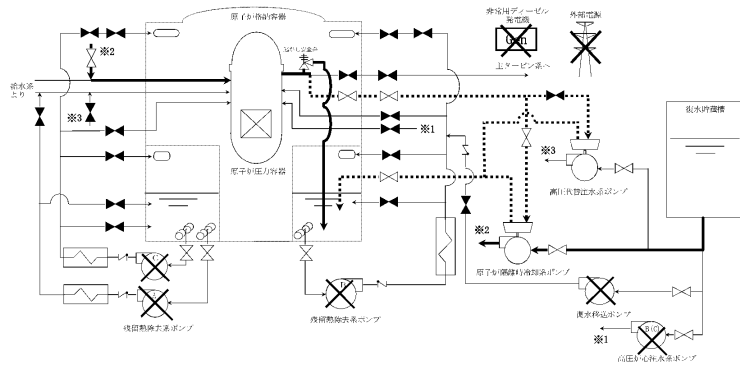 原子炉格納容器
非常用ディーゼル
発電機
外部電源
Gen
※2
逃がし安全弁
主タービン系へ
給水系
より
※3
※1
復水貯蔵槽
※3
高圧代替注水系ポンプ
原子炉圧力容器
※2
原子炉隔離時冷却系ポンプ
C
A
B
残留熱除去系ポンプ
残留熱除去系ポンプ
復水移送ポンプ
B(C)
※1
高圧炉心注水系ポンプ